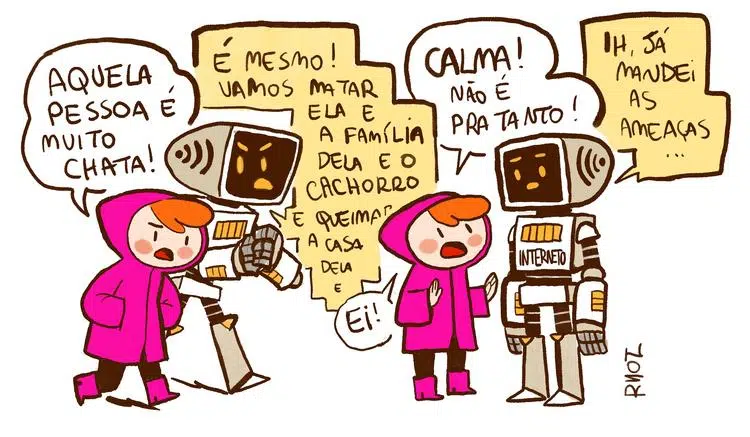 AQUELA
PESSOA É
MUITO
CHATA!
É MESMO!
VAMOS MATAR
ELA E
A FAMÍLIA
DELA E O
CACHORRO
E QUEIMAR
A CASA
DELA
E
Ei!
CALMA!
NÃO É
PRA TANTO!
IH, JÁ
MANDEI
AS
AMEAÇAS
...
INTERNETO
RMOZ